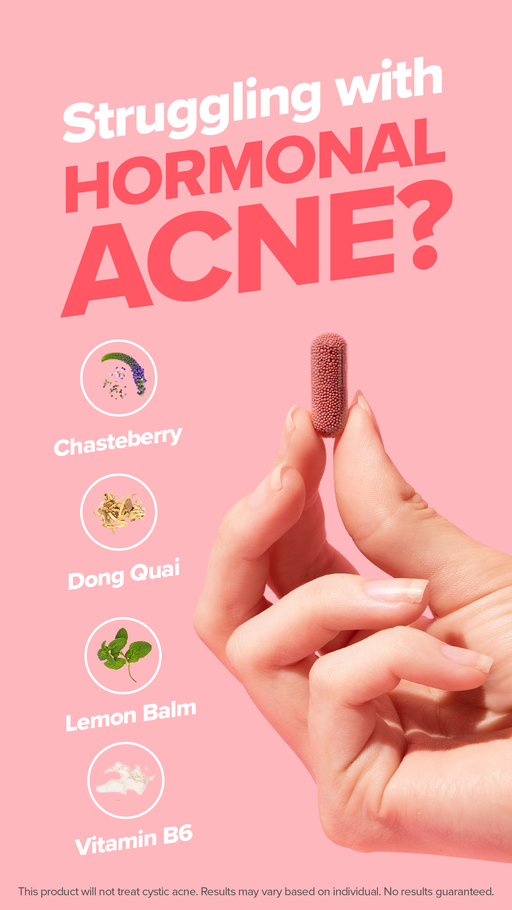 Struggling with
HORMONAL
ACNE?
Chasteberry
Dong Quai
Lemon Balm
Vitamin B6
This product will not treat cystic acne. Results may vary based on individual. No results guaranteed.